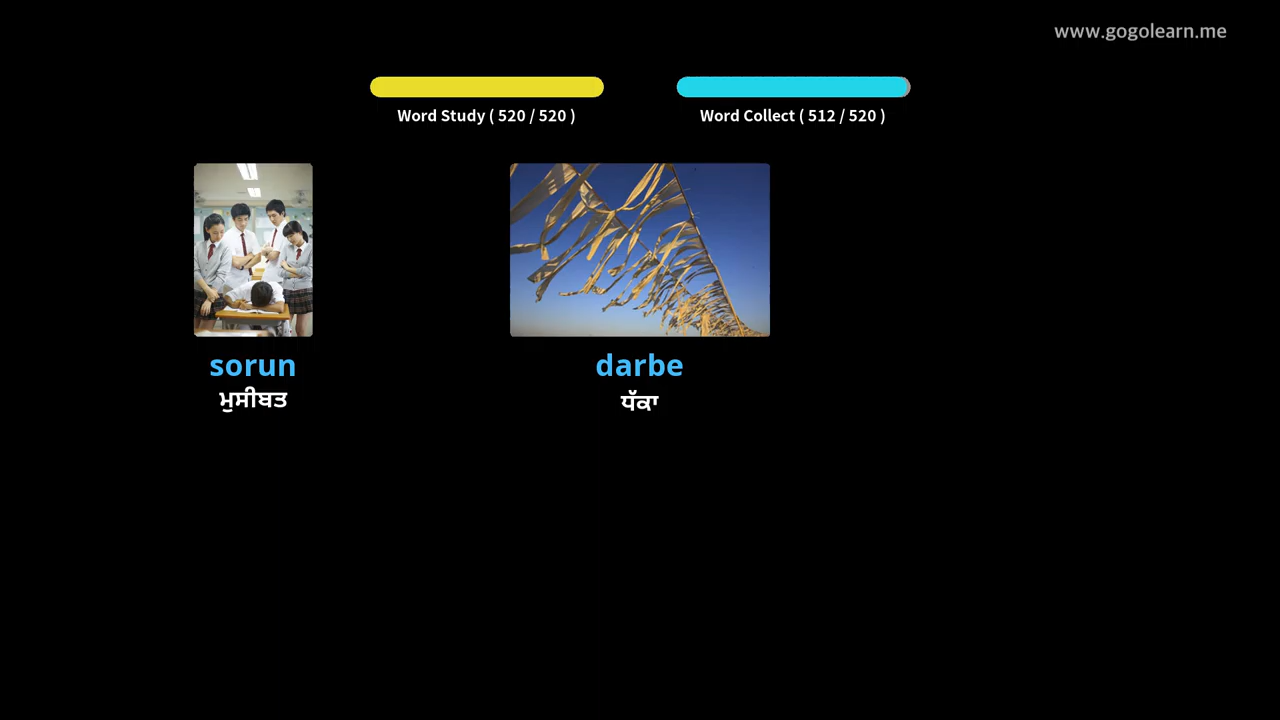 www.gogolearn.me
Word Study ( 520 / 520 )
Word Collect ( 512 / 520 )
sorun
ਮੁਸੀਬਤ
darbe
ਧੱਕਾ